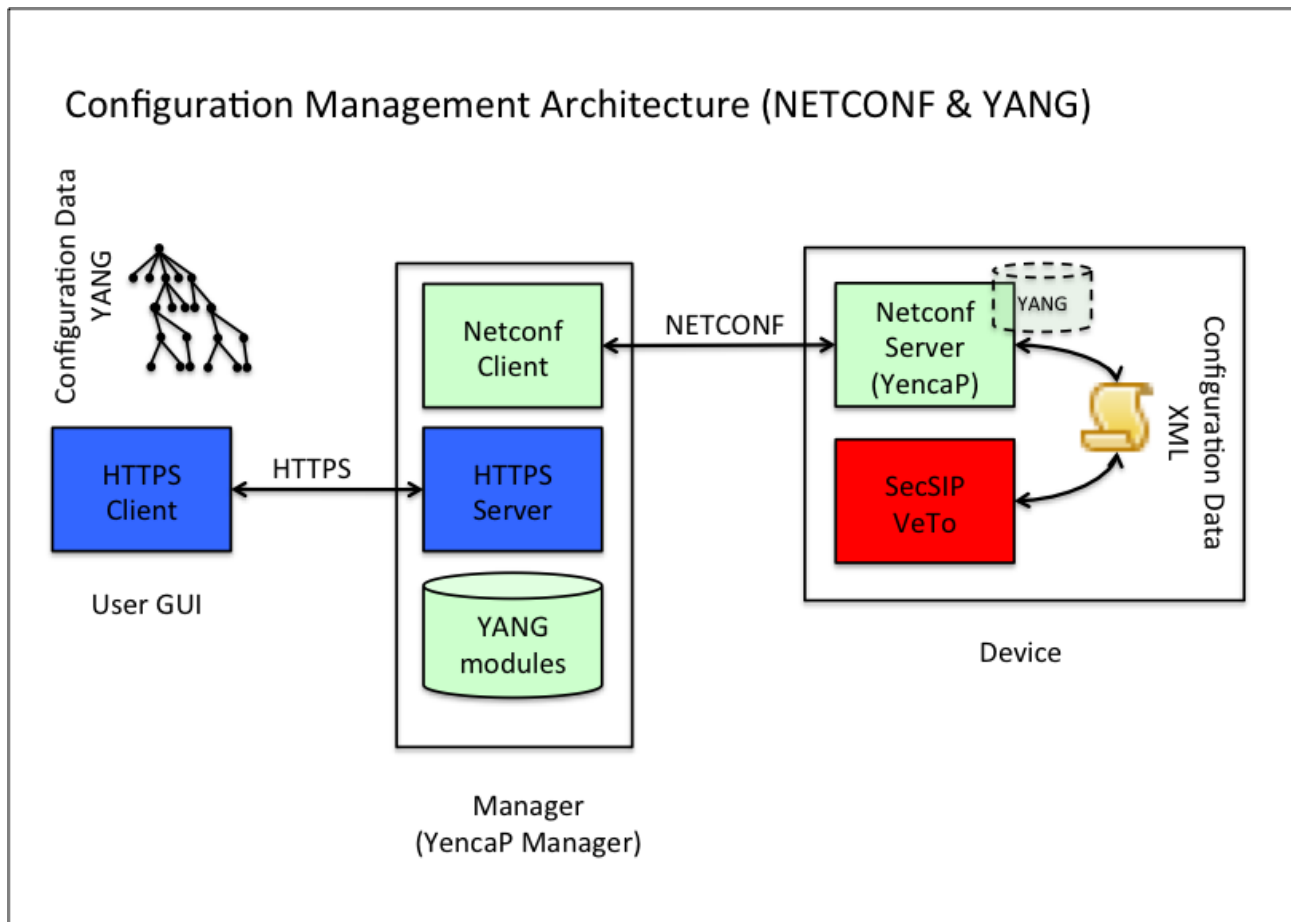 Configuration Management Architecture (NETCONF & YANG)
Configuration Data
YANG
HTTPS
Client
User GUI
HTTPS
Netconf
Client
HTTPS
Server
YANG
modules
Manager
(YencaP Manager)
NETCONF
Netconf
Server
(YencaP)
YANG
SecSIP
VeTo
Configuration Data
XML
Device